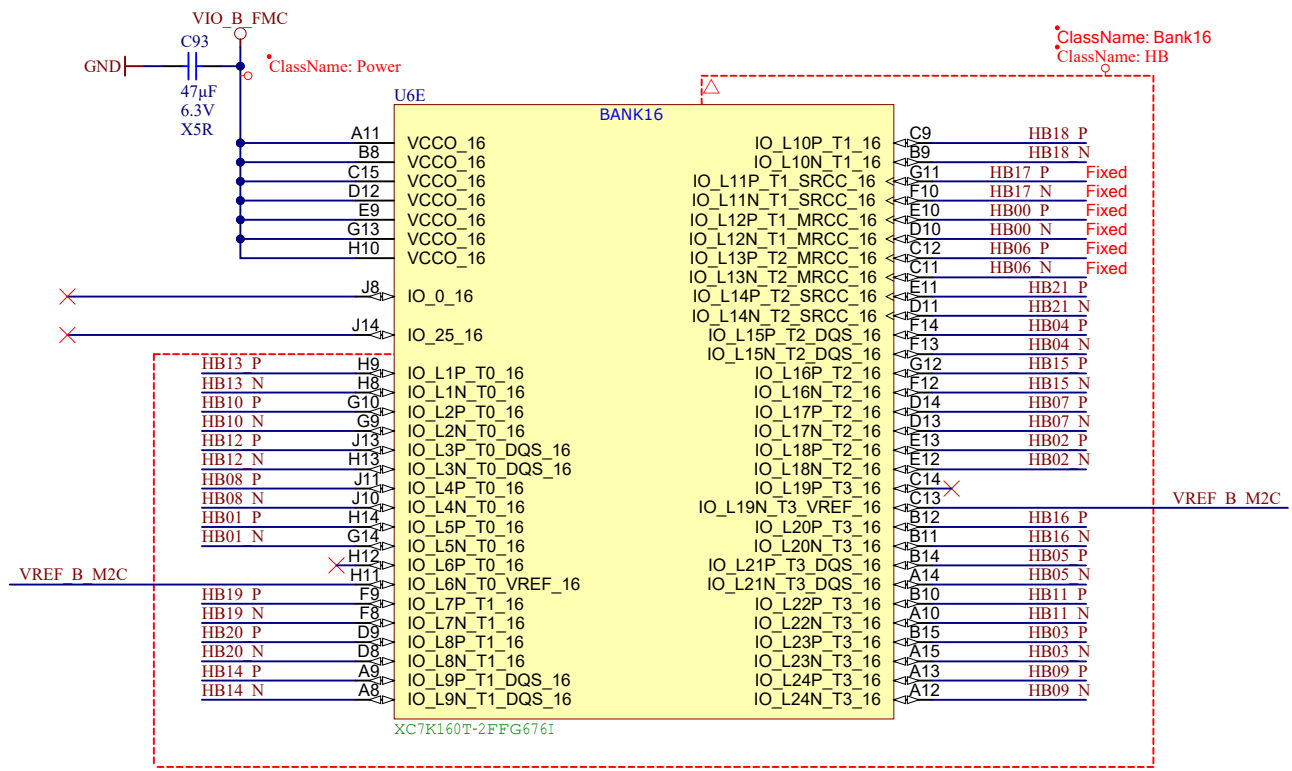 VIO_B_FMC
C93
GND
47µF
6.3V
X5R
ClassName: Power
ClassName: Bank16
ClassName: HB
U6E
BANK16
A11 VCCO_16
B8 VCCO_16
C15 VCCO_16
D12 VCCO_16
E9 VCCO_16
G13 VCCO_16
H10 VCCO_16
J8 IO_0_16
J14 IO_25_16
HB13_P H9 IO_L1P_T0_16
HB13_N H8 IO_L1N_T0_16
HB10_P G10 IO_L2P_T0_16
HB10_N G9 IO_L2N_T0_16
HB12_P J13 IO_L3P_T0_DQS_16
HB12_N H13 IO_L3N_T0_DQS_16
HB08_P J11 IO_L4P_T0_16
HB08_N J10 IO_L4N_T0_16
HB01_P H14 IO_L5P_T0_16
HB01_N G14 IO_L5N_T0_16
H12 IO_L6P_T0_16
VREF_B_M2C H11 IO_L6N_T0_VREF_16
HB19_P F9 IO_L7P_T1_16
HB19_N F8 IO_L7N_T1_16
HB20_P D9 IO_L8P_T1_16
HB20_N D8 IO_L8N_T1_16
HB14_P A9 IO_L9P_T1_DQS_16
HB14_N A8 IO_L9N_T1_DQS_16
IO_L10P_T1_16 C9 HB18_P
IO_L10N_T1_16 B9 HB18_N
IO_L11P_T1_SRCC_16 G11 HB17_P Fixed
IO_L11N_T1_SRCC_16 F10 HB17_N Fixed
IO_L12P_T1_MRCC_16 E10 HB00_P Fixed
IO_L12N_T1_MRCC_16 D10 HB00_N Fixed
IO_L13P_T2_MRCC_16 C12 HB06_P Fixed
IO_L13N_T2_MRCC_16 C11 HB06_N Fixed
IO_L14P_T2_SRCC_16 E11 HB21_P
IO_L14N_T2_SRCC_16 D11 HB21_N
IO_L15P_T2_DQS_16 F14 HB04_P
IO_L15N_T2_DQS_16 F13 HB04_N
IO_L16P_T2_16 G12 HB15_P
IO_L16N_T2_16 F12 HB15_N
IO_L17P_T2_16 D14 HB07_P
IO_L17N_T2_16 D13 HB07_N
IO_L18P_T2_16 E13 HB02_P
IO_L18N_T2_16 E12 HB02_N
IO_L19P_T3_16 C14
IO_L19N_T3_VREF_16 C13 VREF_B_M2C
IO_L20P_T3_16 B12 HB16_P
IO_L20N_T3_16 B11 HB16_N
IO_L21P_T3_DQS_16 B14 HB05_P
IO_L21N_T3_DQS_16 A14 HB05_N
IO_L22P_T3_16 B10 HB11_P
IO_L22N_T3_16 A10 HB11_N
IO_L23P_T3_16 B15 HB03_P
IO_L23N_T3_16 A15 HB03_N
IO_L24P_T3_16 A13 HB09_P
IO_L24N_T3_16 A12 HB09_N
XC7K160T-2FFG676I